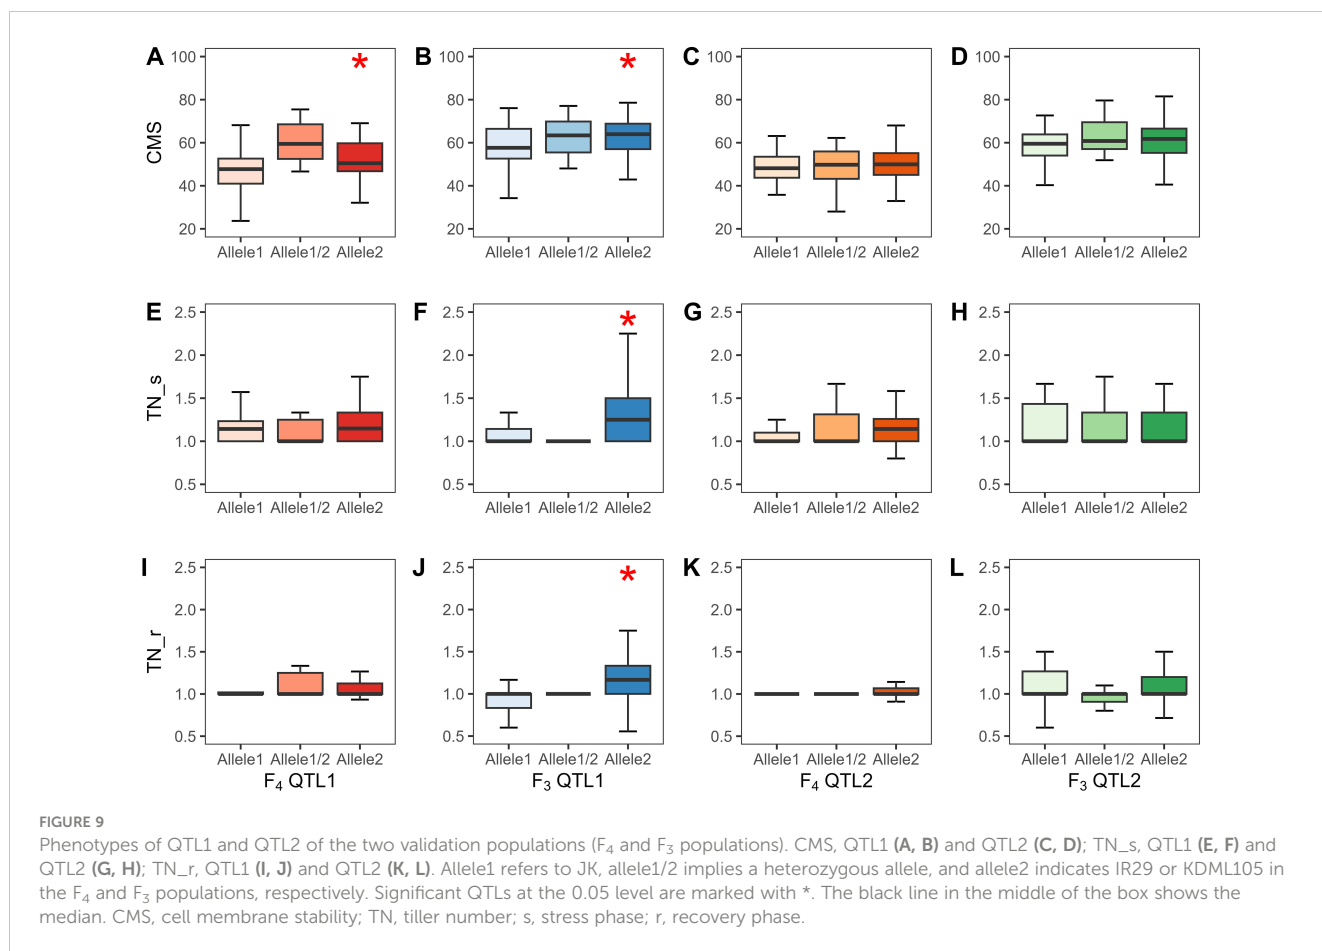 A
100
80
60
40
20
CMS
Allele1 Allele1/2 Allele2
*
B
100
80
60
40
20
Allele1 Allele1/2 Allele2
*
C
100
80
60
40
20
Allele1 Allele1/2 Allele2
D
100
80
60
40
20
Allele1 Allele1/2 Allele2
E
2.5
2.0
1.5
1.0
0.5
TN_s
Allele1 Allele1/2 Allele2
F
2.5
2.0
1.5
1.0
0.5
Allele1 Allele1/2 Allele2
*
G
2.5
2.0
1.5
1.0
0.5
Allele1 Allele1/2 Allele2
H
2.5
2.0
1.5
1.0
0.5
Allele1 Allele1/2 Allele2
I
2.5
2.0
1.5
1.0
0.5
TN_r
Allele1 Allele1/2 Allele2
F4 QTL1
J
2.5
2.0
1.5
1.0
0.5
Allele1 Allele1/2 Allele2
*
F3 QTL1
K
2.5
2.0
1.5
1.0
0.5
Allele1 Allele1/2 Allele2
F4 QTL2
L
2.5
2.0
1.5
1.0
0.5
Allele1 Allele1/2 Allele2
F3 QTL2
FIGURE 9
Phenotypes of QTL1 and QTL2 of the two validation populations (F4 and F3 populations). CMS, QTL1 (A, B) and QTL2 (C, D); TN_s, QTL1 (E, F) and
QTL2 (G, H); TN_r, QTL1 (I, J) and QTL2 (K, L). Allele1 refers to JK, allele1/2 implies a heterozygous allele, and allele2 indicates IR29 or KDML105 in
the F4 and F3 populations, respectively. Significant QTLs at the 0.05 level are marked with *. The black line in the middle of the box shows the
median. CMS, cell membrane stability; TN, tiller number; s, stress phase; r, recovery phase.